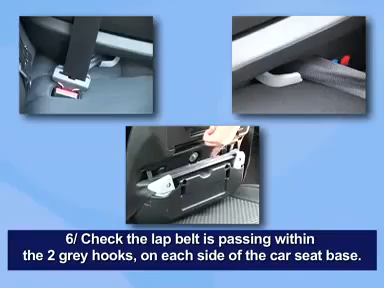 6/ Check the lap belt is passing within
the 2 grey hooks, on each side of the car seat base.